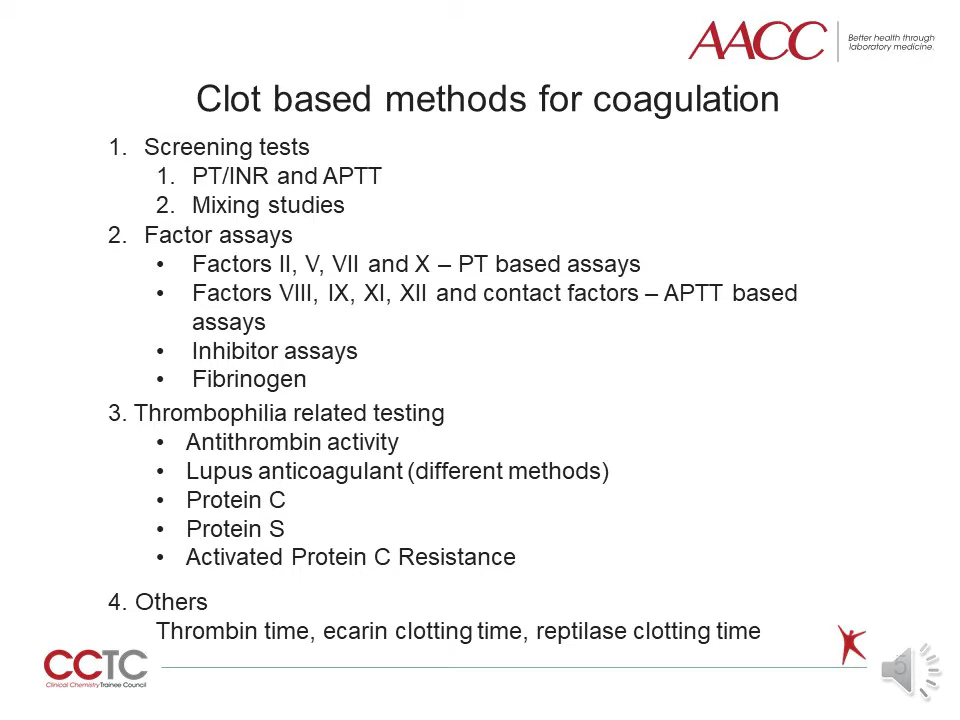 AACC
Better health through
laboratory medicine.
Clot based methods for coagulation
1. Screening tests
1. PT/INR and APTT
2. Mixing studies
2. Factor assays
• Factors II, V, VII and X – PT based assays
• Factors VIII, IX, XI, XII and contact factors – APTT based
assays
• Inhibitor assays
• Fibrinogen
3. Thrombophilia related testing
• Antithrombin activity
• Lupus anticoagulant (different methods)
• Protein C
• Protein S
• Activated Protein C Resistance
4. Others
Thrombin time, ecarin clotting time, reptilase clotting time
CCTC
Clinical Chemistry Trainee Council